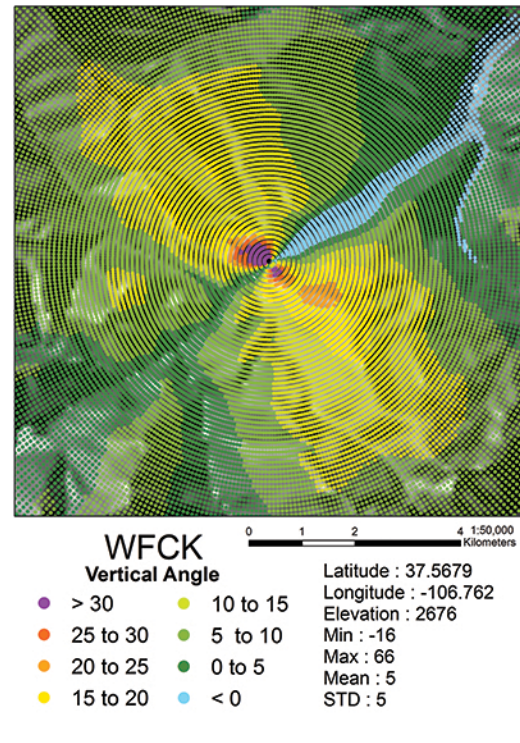 WFCK
0 1 2 4 1:50,000
Kilometers
Vertical Angle
> 30
25 to 30
20 to 25
15 to 20
10 to 15
5 to 10
0 to 5
< 0
Latitude : 37.5679
Longitude : -106.762
Elevation : 2676
Min : -16
Max : 66
Mean : 5
STD : 5